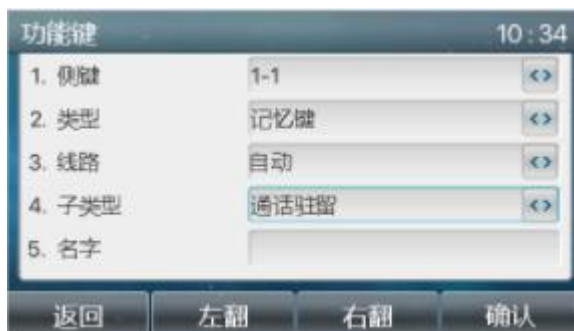 功能键 10:34
1. 侧键 1-1
2. 类型 记忆键
3. 线路 自动
4. 子类型 通话驻留
5. 名字
返回 左翻 右翻 确认